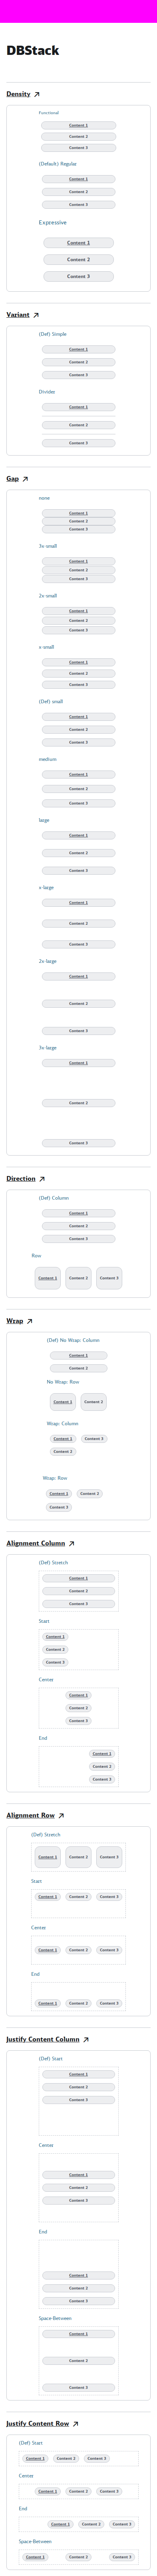 DBStack
Density
Functional
Content 1
Content 2
Content 3
(Default) Regular
Content 1
Content 2
Content 3
Expressive
Content 1
Content 2
Content 3
Variant
(Def) Simple
Content 1
Content 2
Content 3
Divider
Content 1
Content 2
Content 3
Gap
none
Content 1
Content 2
Content 3
3x-small
Content 1
Content 2
Content 3
2x-small
Content 1
Content 2
Content 3
x-small
Content 1
Content 2
Content 3
(Def) small
Content 1
Content 2
Content 3
medium
Content 1
Content 2
Content 3
large
Content 1
Content 2
Content 3
x-large
Content 1
Content 2
Content 3
2x-large
Content 1
Content 2
Content 3
3x-large
Content 1
Content 2
Content 3
Direction
(Def) Column
Content 1
Content 2
Content 3
Row
Content 1 Content 2 Content 3
Wrap
(Def) No Wrap: Column
Content 1
Content 2
No Wrap: Row
Content 1 Content 2
Wrap: Column
Content 1 Content 3
Content 2
Wrap: Row
Content 1 Content 2
Content 3
Alignment Column
(Def) Stretch
Content 1
Content 2
Content 3
Start
Content 1
Content 2
Content 3
Center
Content 1
Content 2
Content 3
End
Content 1
Content 2
Content 3
Alignment Row
(Def) Stretch
Content 1 Content 2 Content 3
Start
Content 1 Content 2 Content 3
Center
Content 1 Content 2 Content 3
End
Content 1 Content 2 Content 3
Justify Content Column
(Def) Start
Content 1
Content 2
Content 3
Center
Content 1
Content 2
Content 3
End
Content 1
Content 2
Content 3
Space-Between
Content 1
Content 2
Content 3
Justify Content Row
(Def) Start
Content 1 Content 2 Content 3
Center
Content 1 Content 2 Content 3
End
Content 1 Content 2 Content 3
Space-Between
Content 1 Content 2 Content 3